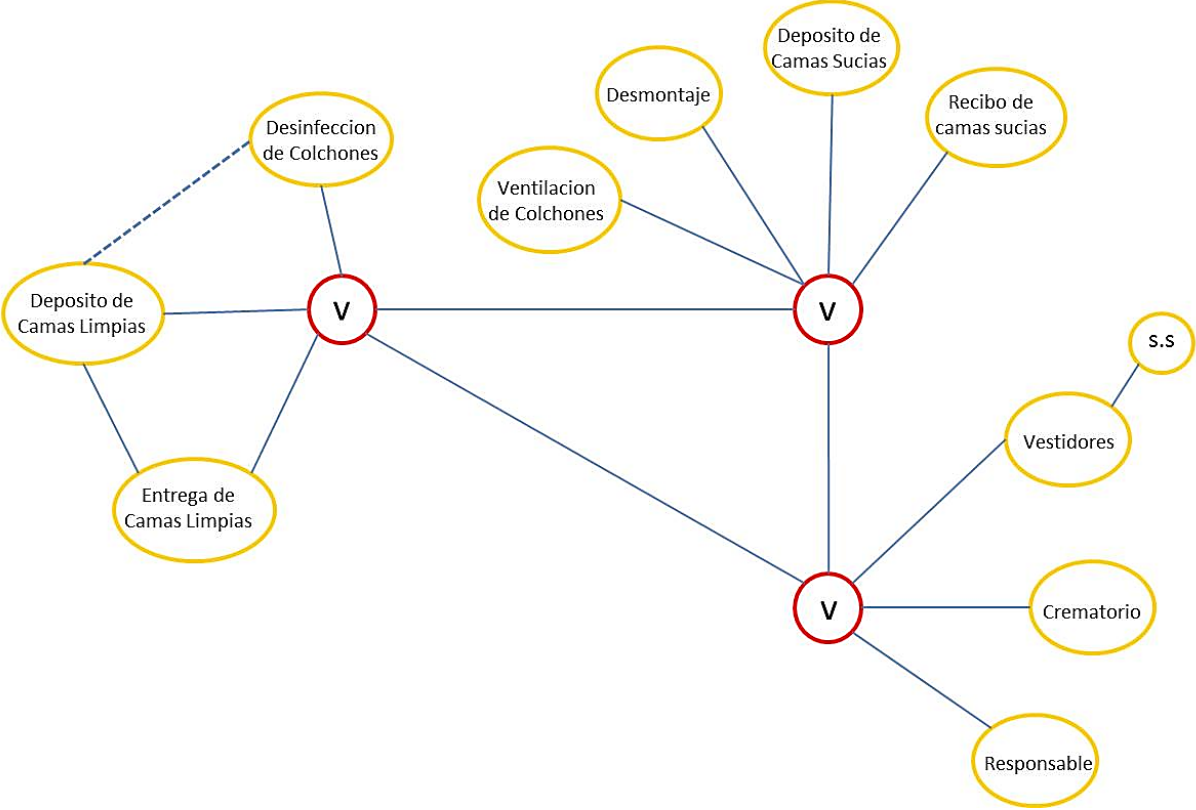 Deposito de
Camas Sucias
Desmontaje
Recibo de
camas sucias
Desinfeccion
de Colchones
Ventilacion
de Colchones
Deposito de
Camas Limpias
V
V
s.s
Vestidores
Entrega de
Camas Limpias
V
Crematorio
Responsable